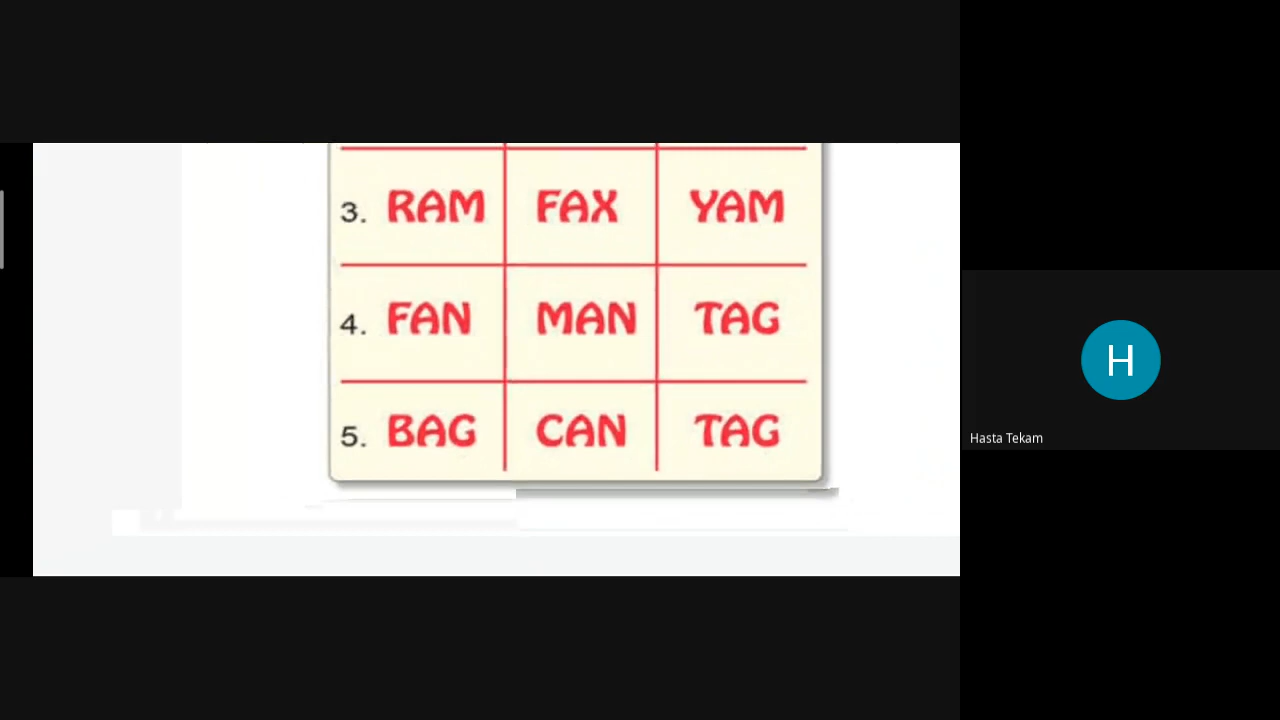 3. RAM FAX YAM
4. FAN MAN TAG
H
Hasta Tekam
5. BAG CAN TAG